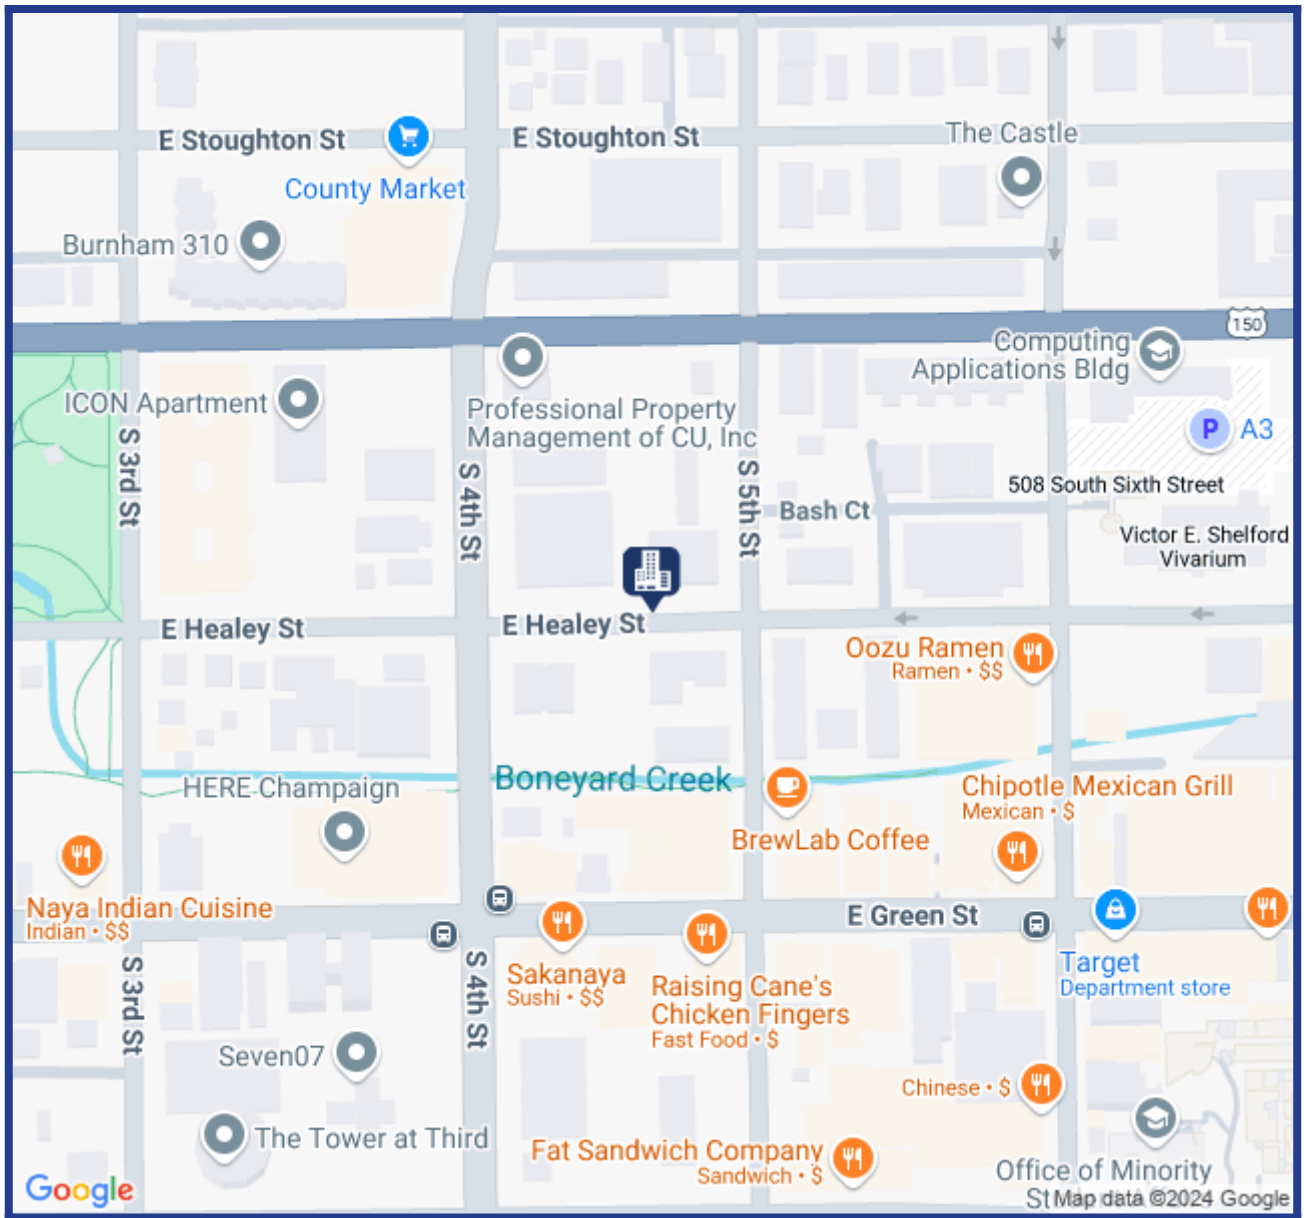 E Stoughton St
E Stoughton St
The Castle
County Market
Burnham 310
150
Computing
Applications Bldg
ICON Apartment
Professional Property
Management of CU, Inc
P
A3
S 3rd St
S 4th St
S 5th St
508 South Sixth Street
Bash Ct
Victor E. Shelford
Vivarium
E Healey St
E Healey St
Oozu Ramen
Ramen • $$
Boneyard Creek
HERE Champaign
Chipotle Mexican Grill
Mexican • $
BrewLab Coffee
Naya Indian Cuisine
Indian • $$
E Green St
S 3rd St
S 4th St
Sakanaya
Sushi • $$
Raising Cane's
Chicken Fingers
Fast Food • $
Target
Department store
Seven07
Chinese • $
The Tower at Third
Fat Sandwich Company
Sandwich • $
Office of Minority
St
Google
Map data ©2024 Google